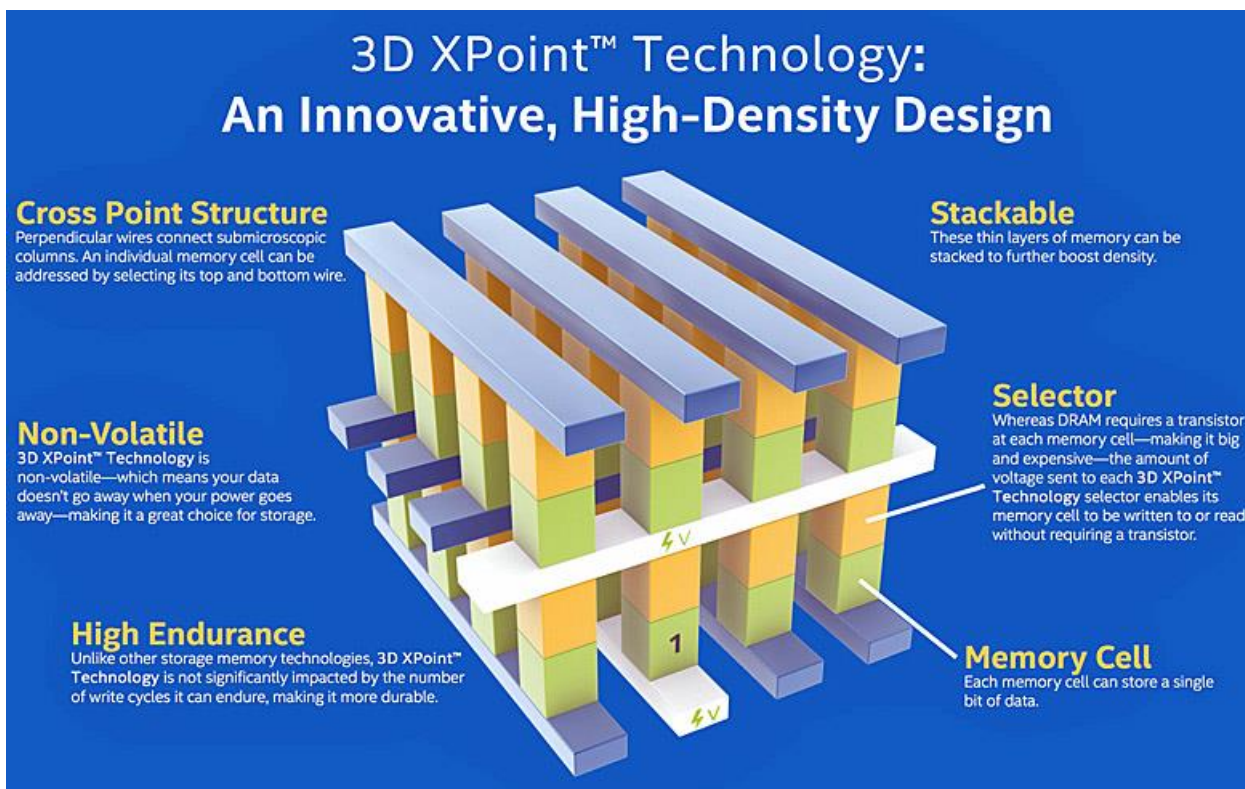 3D XPoint™ Technology:
An Innovative, High-Density Design
Cross Point Structure
Perpendicular wires connect submicroscopic
columns. An individual memory cell can be
addressed by selecting its top and bottom wire.
Non-Volatile
3D XPoint™ Technology is
non-volatile—which means your data
doesn't go away when your power goes
away—making it a great choice for storage.
High Endurance
Unlike other storage memory technologies, 3D XPoint™
Technology is not significantly impacted by the number
of write cycles it can endure, making it more durable.
Stackable
These thin layers of memory can be
stacked to further boost density.
Selector
Whereas DRAM requires a transistor
at each memory cell—making it big
and expensive—the amount of
voltage sent to each 3D XPoint™
Technology selector enables its
memory cell to be written to or read
without requiring a transistor.
Memory Cell
Each memory cell can store a single
bit of data.
V
1
V